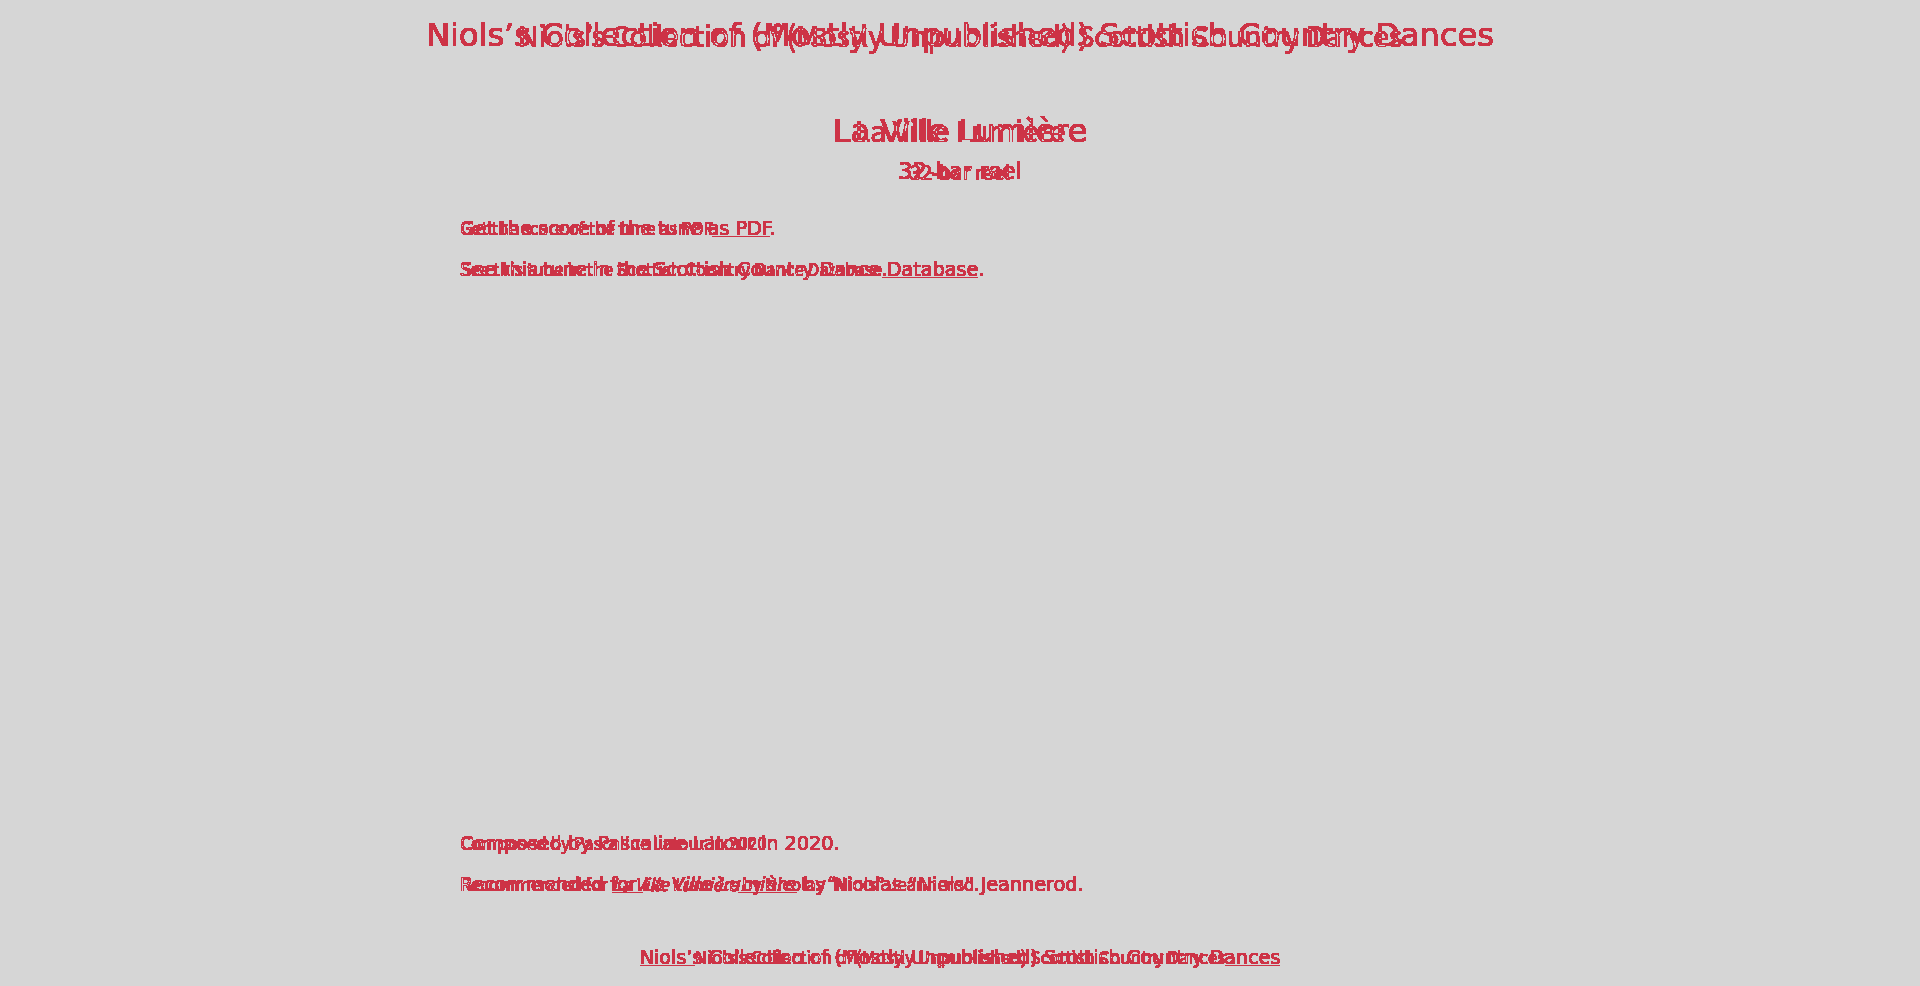 Niols’s Collection of (Mostly Unpublished) Scottish Country Dances
La Ville Lumière
32-bar reel
Get the score of the tune as PDF.
See this tune in the Scottish Country Dance Database.
Composed by Pascaline Latour in 2020.
Recommended for La Ville Lumière by Nicolas “Niols” Jeannerod.
Niols’s Collection of (Mostly Unpublished) Scottish Country Dances